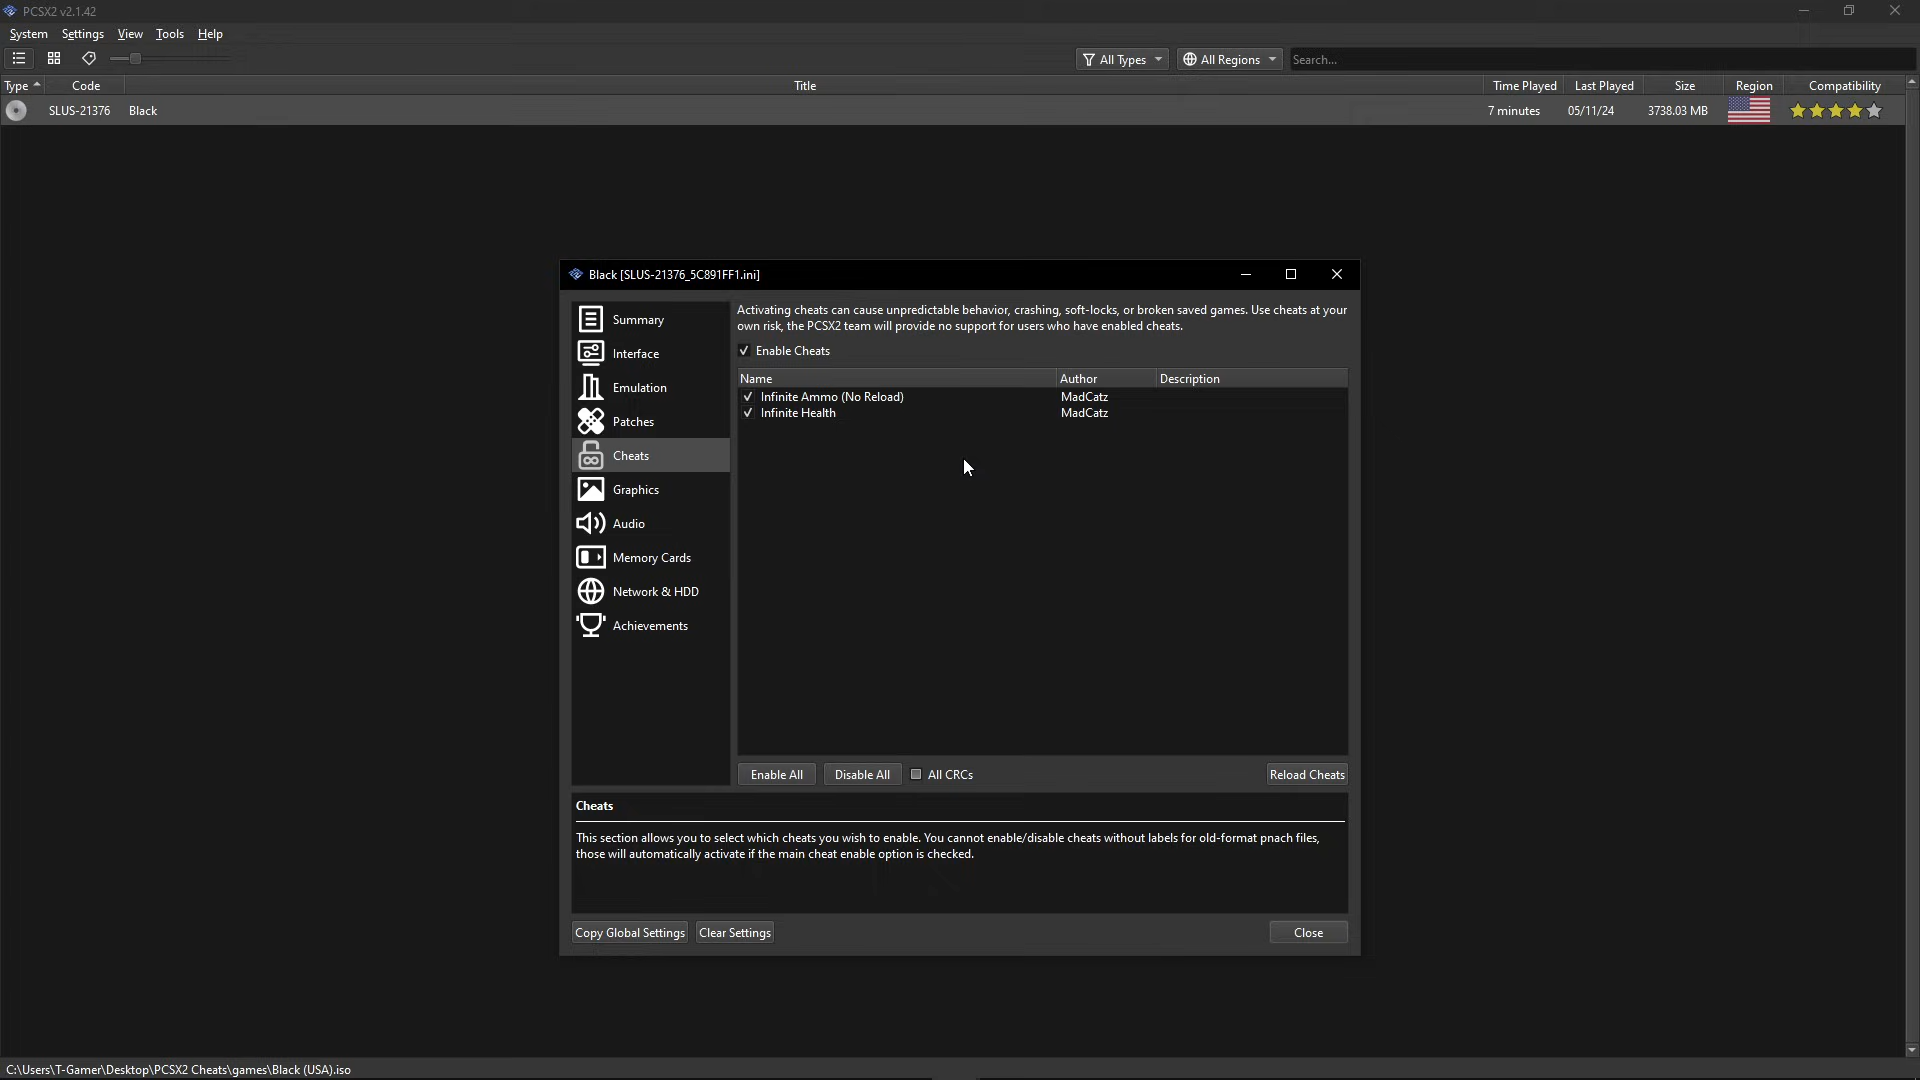 PCSX2 v2.1.42
System Settings View Tools Help
All Types All Regions Search...
Type Code Title Time Played Last Played Size Region Compatibility
SLUS-21376 Black 7 minutes 05/11/24 3738.03 MB
Black [SLUS-21376_5C891FF1.ini]
Summary
Interface
Emulation
Patches
Cheats
Graphics
Audio
Memory Cards
Network & HDD
Achievements
Activating cheats can cause unpredictable behavior, crashing, soft-locks, or broken saved games. Use cheats at your
own risk, the PCSX2 team will provide no support for users who have enabled cheats.
Enable Cheats
Name Author Description
Infinite Ammo (No Reload) MadCatz
Infinite Health MadCatz
Enable All Disable All All CRCs Reload Cheats
Cheats
This section allows you to select which cheats you wish to enable. You cannot enable/disable cheats without labels for old-format pnach files,
those will automatically activate if the main cheat enable option is checked.
Copy Global Settings Clear Settings Close
C:\Users\T-Gamer\Desktop\PCSX2 Cheats\games\Black (USA).iso